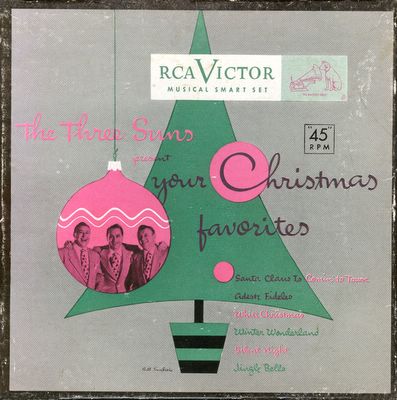 RCA VICTOR
MUSICAL SMART SET
The Three Suns
"45"
RPM
present
your Christmas
favorites
Santa Claus Is Comin to Town
Adeste Fideles
White Christmas
Winter Wonderland
Silent Night
Jingle Bells